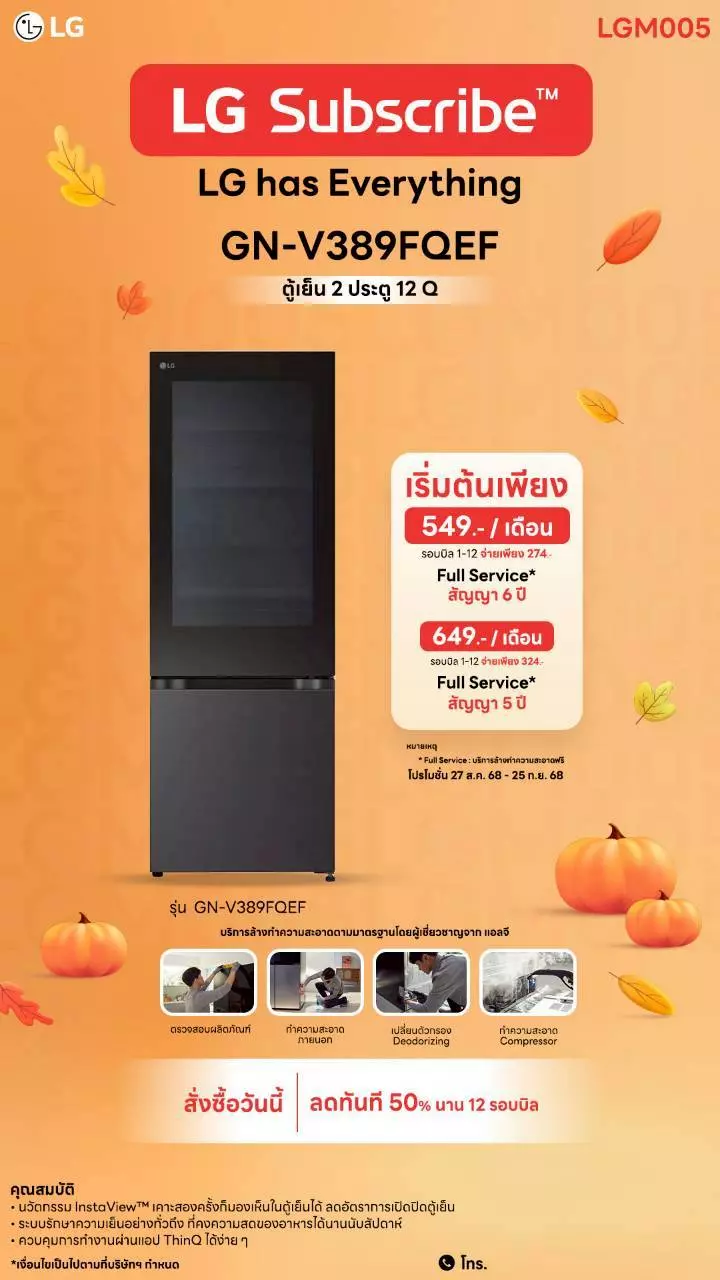 LG
LGM005
LG Subscribe™
LG has Everything
GN-V389FQEF
ตู้เย็น 2 ประตู 12 Q
LG
เริ่มต้นเพียง
549.- / เดือน
รอบบิล 1-12 จ่ายเพียง 274.-
Full Service*
สัญญา 6 ปี
649.- / เดือน
รอบบิล 1-12 จ่ายเพียง 324.-
Full Service*
สัญญา 5 ปี
หมายเหตุ
* Full Service : บริการล้างทำความสะอาดฟรี
โปรโมชั่น 27 ส.ค. 68 - 25 ก.ย. 68
รุ่น GN-V389FQEF
บริการล้างทำความสะอาดตามมาตรฐานโดยผู้เชี่ยวชาญจาก แอลจี
ตรวจสอบผลิตภัณฑ์
ทำความสะอาด
ภายนอก
เปลี่ยนตัวกรอง
Deodorizing
ทำความสะอาด
Compressor
สั่งซื้อวันนี้ ลดทันที 50% นาน 12 รอบบิล
คุณสมบัติ
• นวัตกรรม InstaView™ เคาะสองครั้งก็มองเห็นในตู้เย็นได้ ลดอัตราการเปิดปิดตู้เย็น
• ระบบรักษาความเย็นอย่างทั่วถึง ที่คงความสดของอาหารได้นานนับสัปดาห์
• ควบคุมการทำงานผ่านแอป ThinQ ได้ง่าย ๆ
*เงื่อนไขเป็นไปตามที่บริษัทฯ กำหนด
โทร.